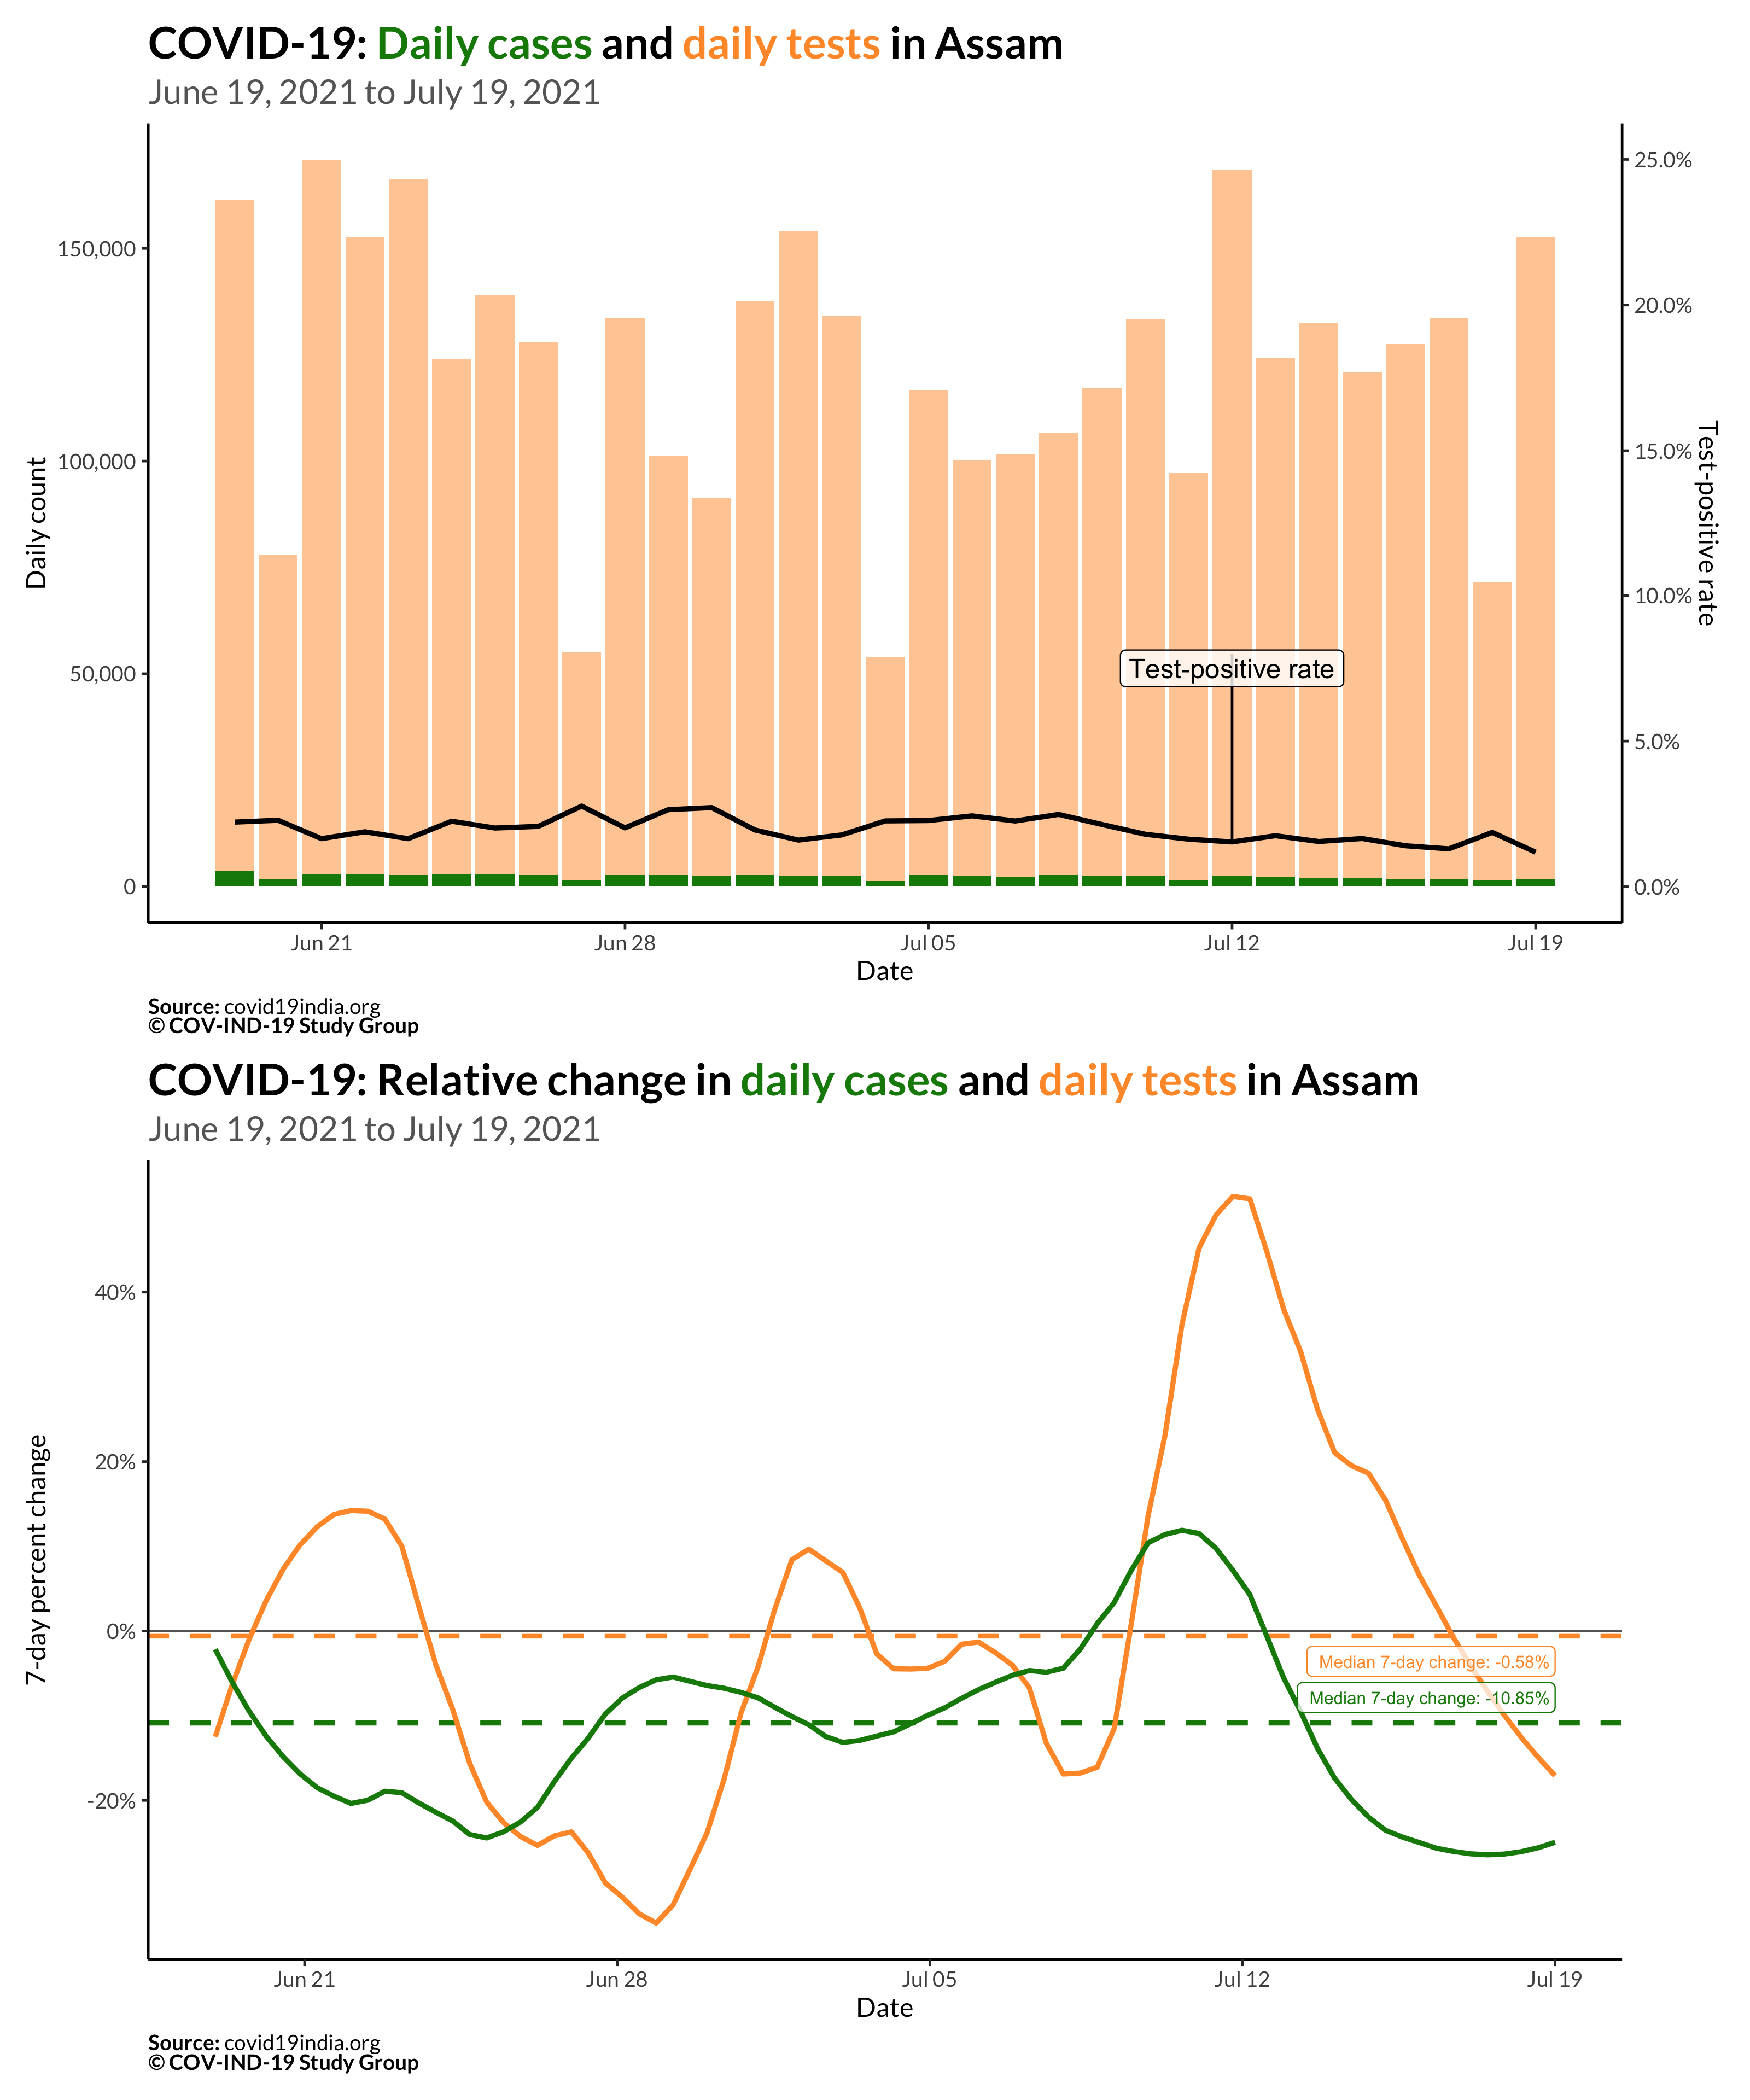 COVID-19: Daily cases and daily tests in Assam
June 19, 2021 to July 19, 2021
Daily count
150,000
100,000
50,000
0
25.0%
20.0%
15.0%
10.0%
5.0%
0.0%
Test-positive rate
Test-positive rate
Jun 21
Jun 28
Jul 05
Jul 12
Jul 19
Date
Source: covid19india.org
© COV-IND-19 Study Group
COVID-19: Relative change in daily cases and daily tests in Assam
June 19, 2021 to July 19, 2021
7-day percent change
40%
20%
0%
-20%
Median 7-day change: -0.58%
Median 7-day change: -10.85%
Jun 21
Jun 28
Jul 05
Jul 12
Jul 19
Date
Source: covid19india.org
© COV-IND-19 Study Group